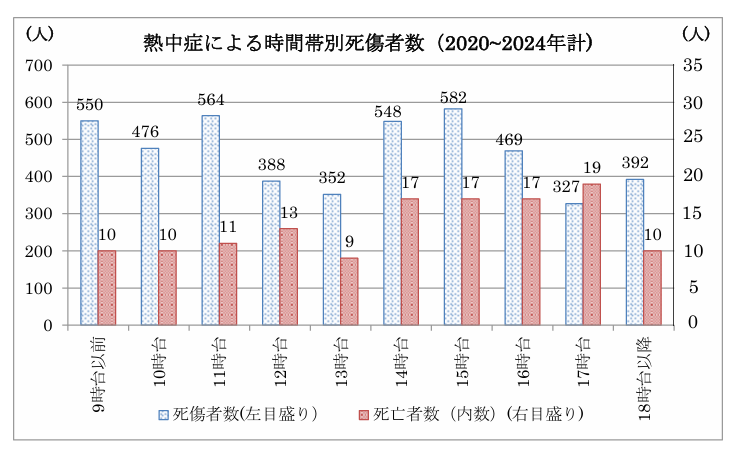 熱中症による時間帯別死傷者数（2020~2024年計)
(人)
(人)
700
600
500
400
300
200
100
0
35
30
25
20
15
10
5
0
550
476
564
388
352
548
582
469
327
392
10
10
11
13
9
17
17
17
19
10
9時台以前
10時台
11時台
12時台
13時台
14時台
15時台
16時台
17時台
18時台以降
死傷者数(左目盛り）
死亡者数（内数）(右目盛り)